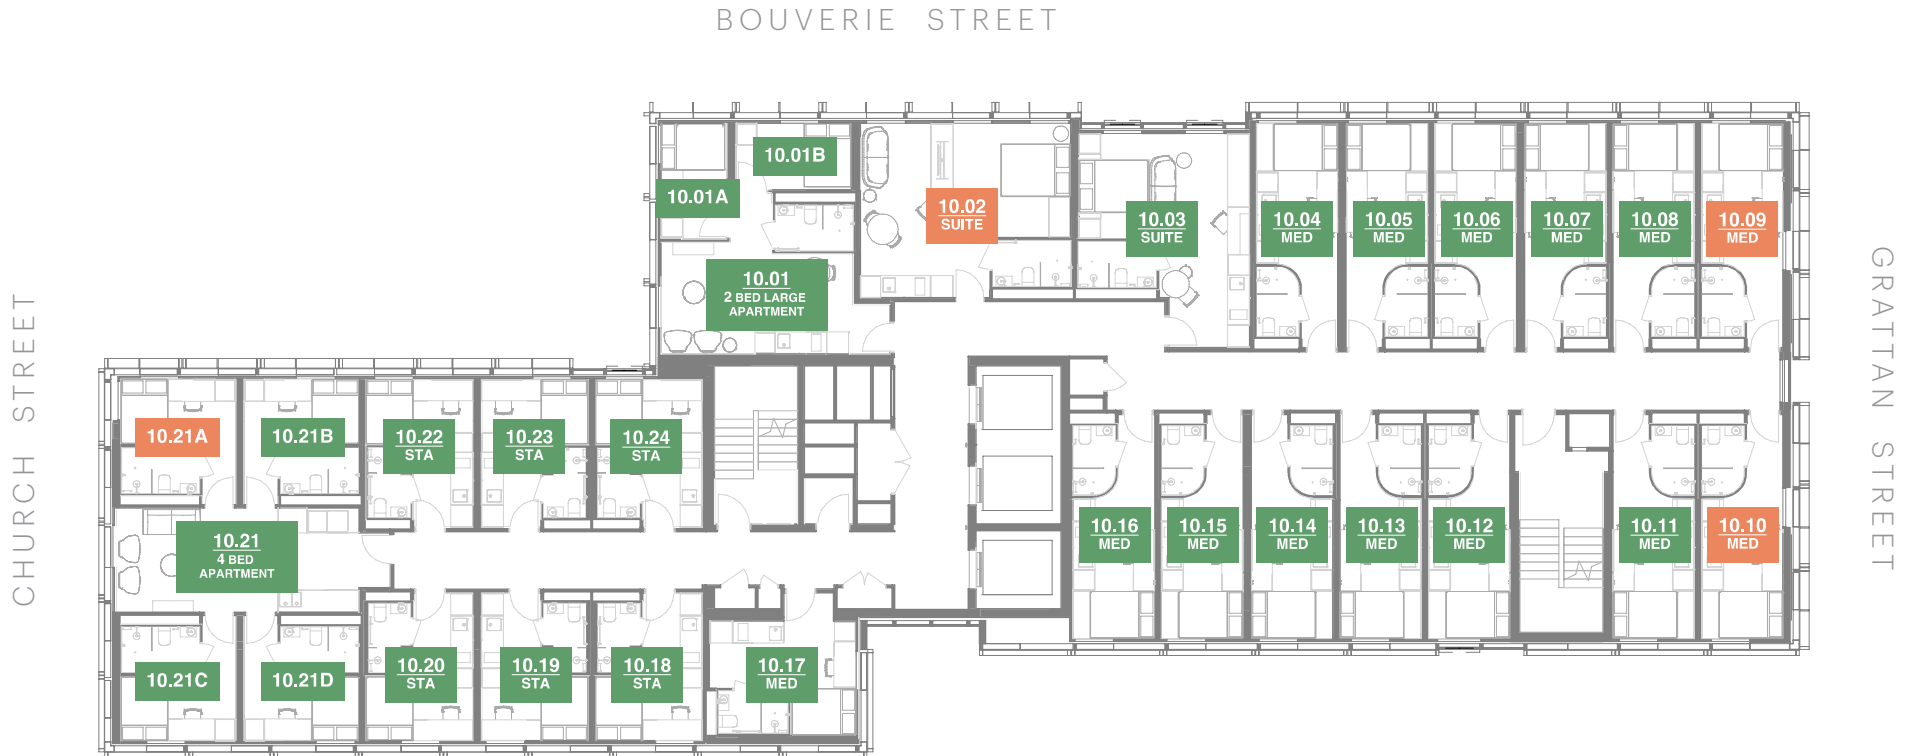 BOUVERIE STREET
10.01B
10.01A
10.01
2 BED LARGE
APARTMENT
10.02
SUITE
10.03
SUITE
10.04
MED
10.05
MED
10.06
MED
10.07
MED
10.08
MED
10.09
MED
CHURCH STREET
GRATTAN STREET
10.21A
10.21B
10.22
STA
10.23
STA
10.24
STA
10.21
4 BED
APARTMENT
10.16
MED
10.15
MED
10.14
MED
10.13
MED
10.12
MED
10.11
MED
10.10
MED
10.21C
10.21D
10.20
STA
10.19
STA
10.18
STA
10.17
MED